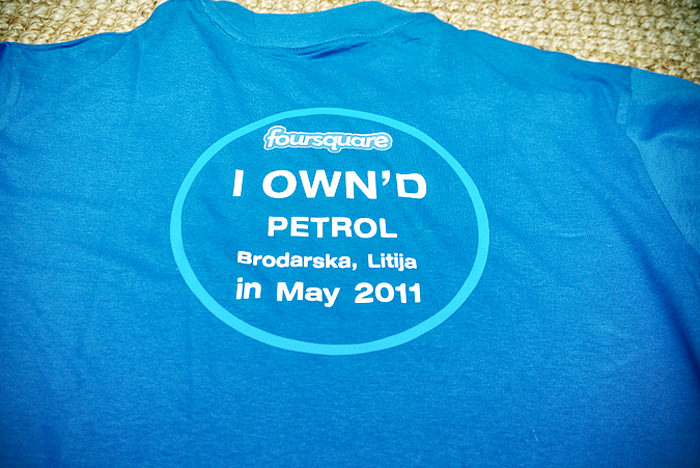 foursquare
I OWN'D
PETROL
Brodarska, Litija
in May 2011